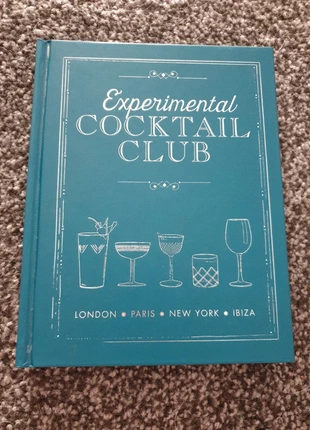 Experimental
COCKTAIL
CLUB
LONDON • PARIS • NEW YORK • IBIZA